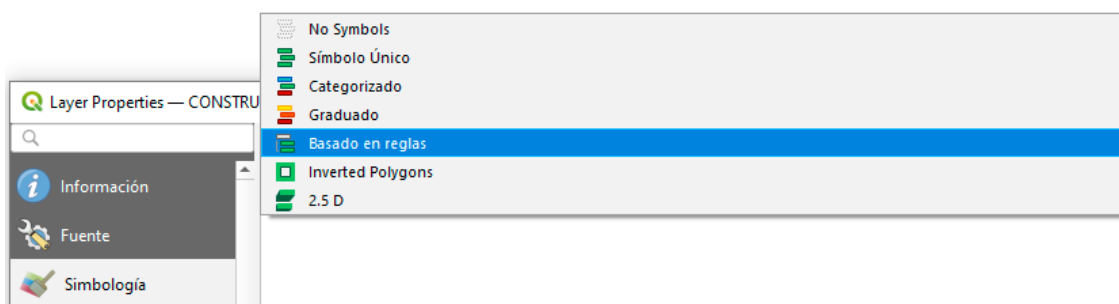 No Symbols
Símbolo Único
Categorizado
Graduado
Basado en reglas
Inverted Polygons
2.5 D
Layer Properties — CONSTRU
Información
Fuente
Simbología